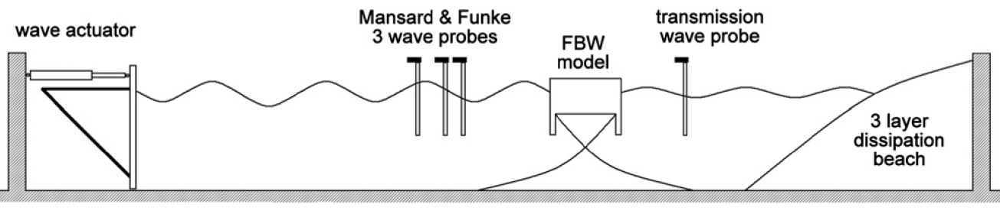 wave actuator
Mansard & Funke
3 wave probes
FBW
model
transmission
wave probe
3 layer
dissipation
beach